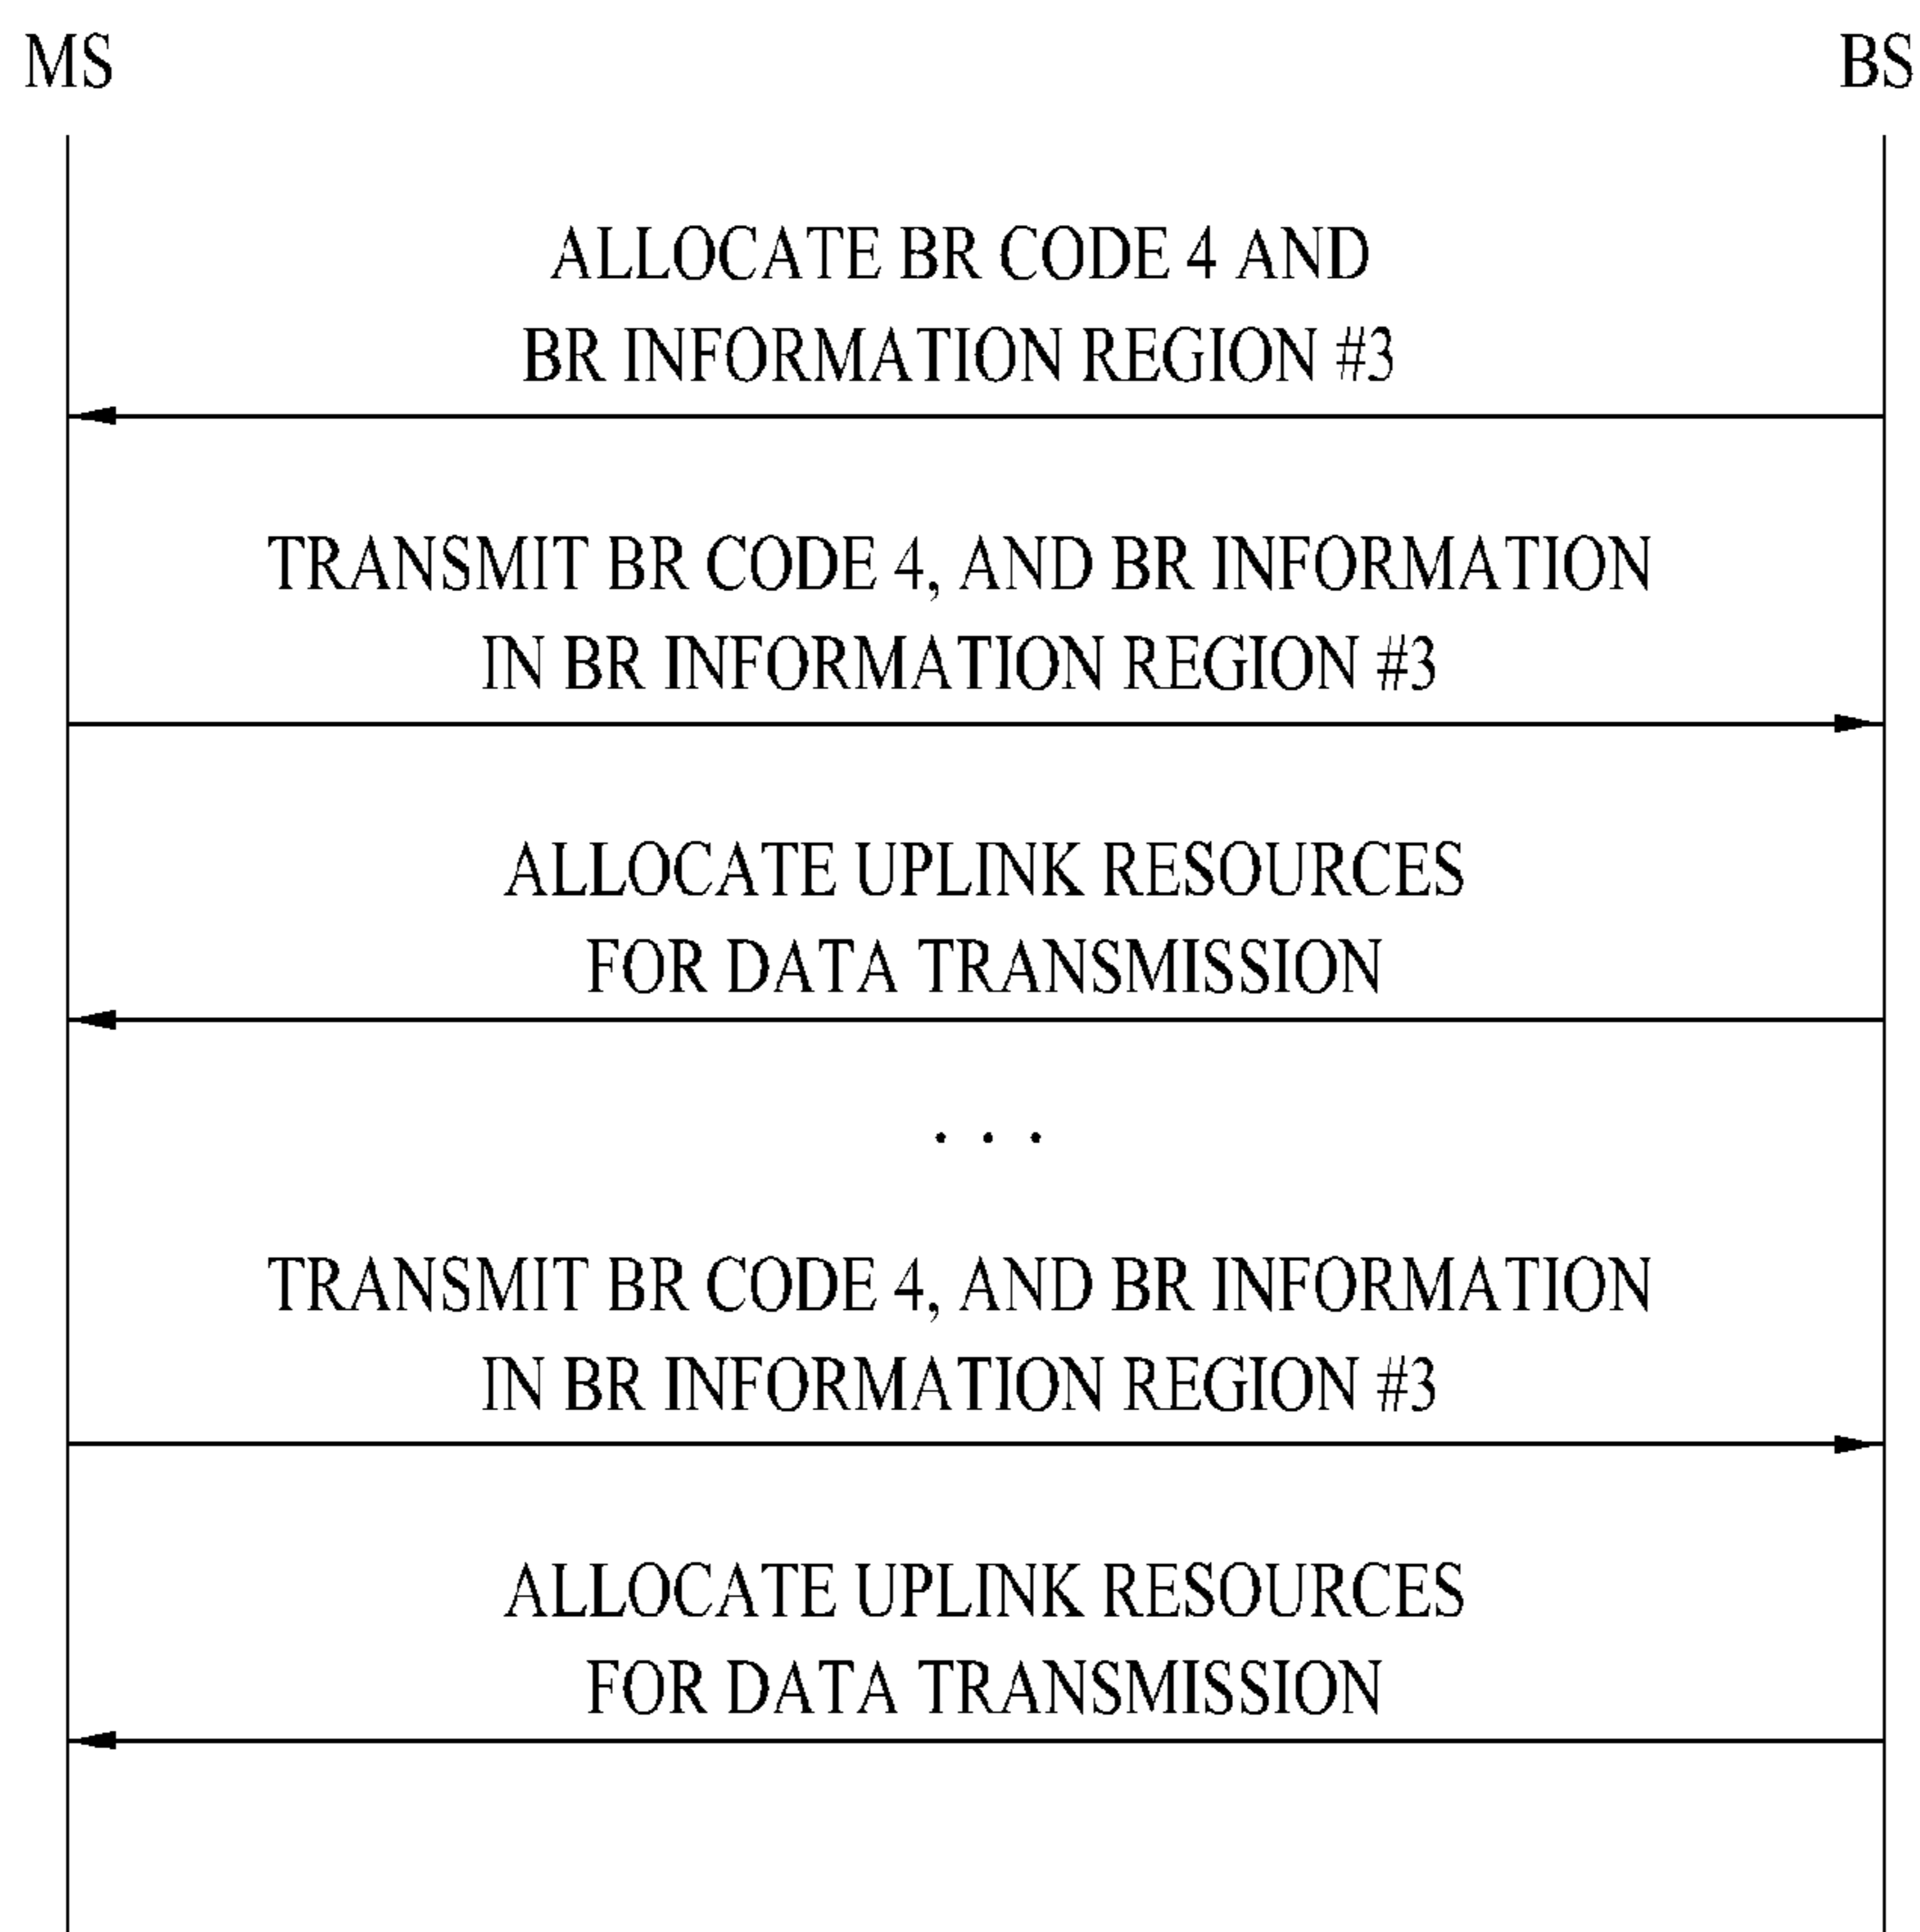 MS
BS
ALLOCATE BR CODE 4 AND
BR INFORMATION REGION #3
TRANSMIT BR CODE 4, AND BR INFORMATION
IN BR INFORMATION REGION #3
ALLOCATE UPLINK RESOURCES
FOR DATA TRANSMISSION
. . .
TRANSMIT BR CODE 4, AND BR INFORMATION
IN BR INFORMATION REGION #3
ALLOCATE UPLINK RESOURCES
FOR DATA TRANSMISSION